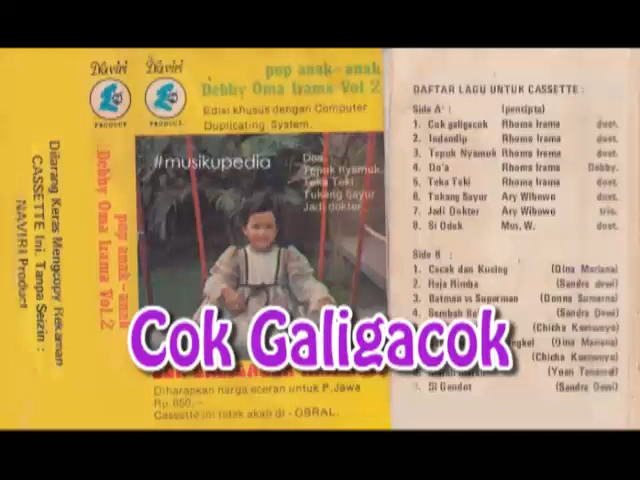 Naviri
PRODUCT
Naviri
PRODUCT
pop anak-anak
Debby Oma Irama Vol 2
Edisi khusus dengan Computer
Duplicating System.
#musikupedia
Doa
Tepuk nyamuk
Teka Teki
Tukang Sayur
Jadi dokter
Dilarang Keras Mengcopy Rekaman
CASSETTE Ini. Tanpa Seizin :
NAVIRI Product
pop anak-anak
Debby Oma Irama Vol.2
Cok Galigacok
Diharapkan harga eceran untuk P. Jawa
Rp 650,-
Cassette ini tidak akan di - OBRAL.
DAFTAR LAGU UNTUK CASSETTE :
Side A : (pencipta)
1. Cok galigacok Rhoma Irama duet.
2. Indandip Rhoma Irama duet.
3. Tepuk Nyamuk Rhoma Irama duet.
4. Do'a Rhoma Irama Debby.
5. Teka Teki Rhoma Irama duet.
6. Tukang Sayur Ary Wibowo duet.
7. Jadi Dokter Ary Wibowo trio.
8. Si Odek Mus. W. duet.
Side B :
1. Cecak dan Kucing (Dina Mariana)
2. Raja Rimba (Sandra dewi)
3. Batman vs Superman (Donna Sumarna)
4. Sembah (Sandra Dewi)
(Chicha Koeswoyo)
(Dina Mariana)
(Chicha Koeswoyo)
Si Gendut (Sandra Dewi)